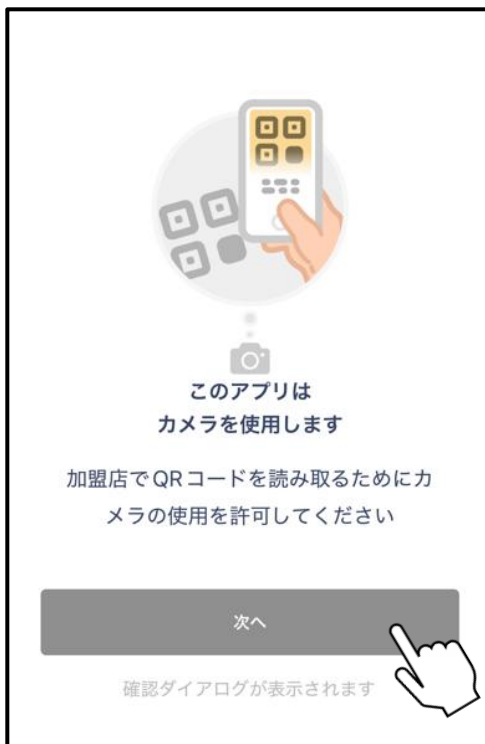 このアプリは
カメラを使用します
加盟店でQRコードを読み取るためにカ
メラの使用を許可してください
次へ
確認ダイアログが表示されます